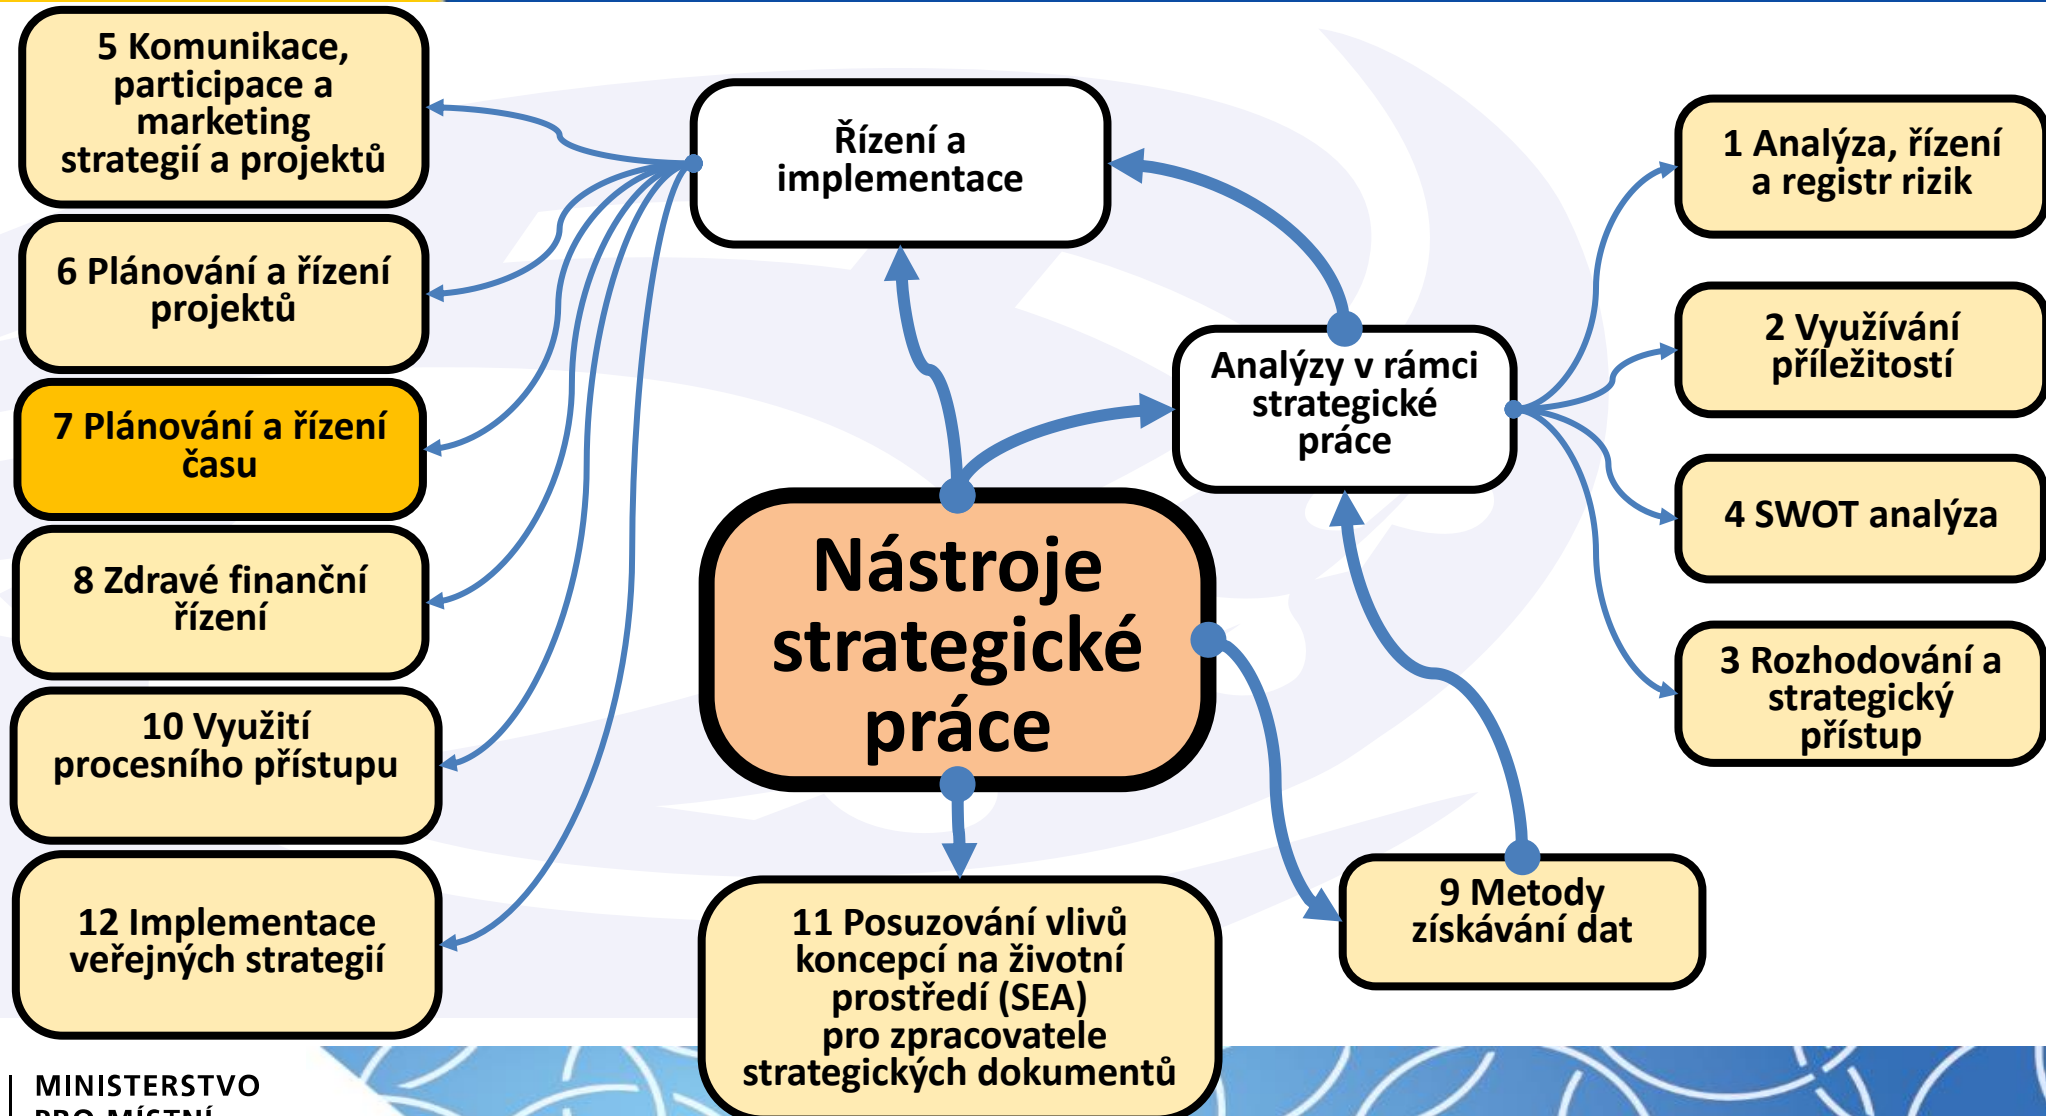 5 Komunikace,
participace a
marketing
strategií a projektů
6 Plánování a řízení
projektů
7 Plánování a řízení
času
8 Zdravé finanční
řízení
10 Využití
procesního přístupu
12 Implementace
veřejných strategií
Řízení a
implementace
Analýzy v rámci
strategické
práce
Nástroje
strategické
práce
11 Posuzování vlivů
koncepcí na životní
prostředí (SEA)
pro zpracovatele
strategických dokumentů
9 Metody
získávání dat
1 Analýza, řízení
a registr rizik
2 Využívání
příležitostí
4 SWOT analýza
3 Rozhodování a
strategický
přístup
MINISTERSTVO
PRO MÍSTNÍ